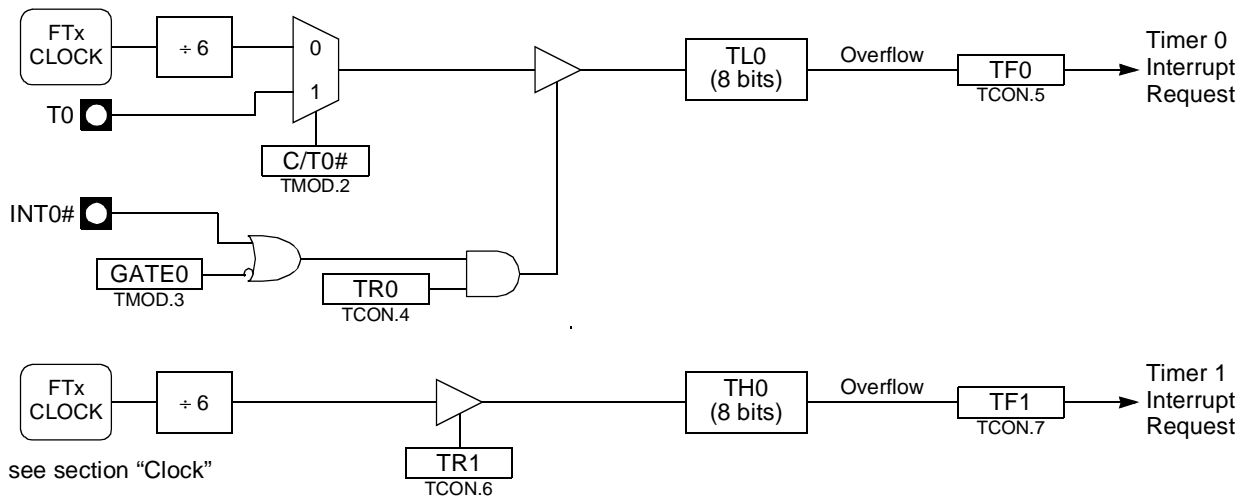 FTx
CLOCK
÷ 6
0
1
T0
C/T0#
TMOD.2
TL0
(8 bits)
Overflow
TF0
TCON.5
Timer 0
Interrupt
Request
INT0#
GATE0
TMOD.3
TR0
TCON.4
FTx
CLOCK
÷ 6
TR1
TCON.6
TH0
(8 bits)
Overflow
TF1
TCON.7
Timer 1
Interrupt
Request
see section “Clock”